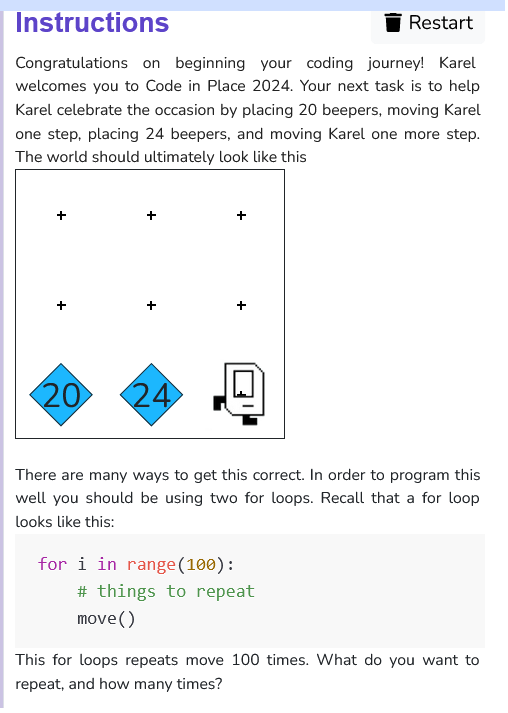 Instructions
Restart
Congratulations on beginning your coding journey! Karel
welcomes you to Code in Place 2024. Your next task is to help
Karel celebrate the occasion by placing 20 beepers, moving Karel
one step, placing 24 beepers, and moving Karel one more step.
The world should ultimately look like this
20 24
There are many ways to get this correct. In order to program this
well you should be using two for loops. Recall that a for loop
looks like this:
for i in range(100):
    # things to repeat
    move()
This for loops repeats move 100 times. What do you want to
repeat, and how many times?